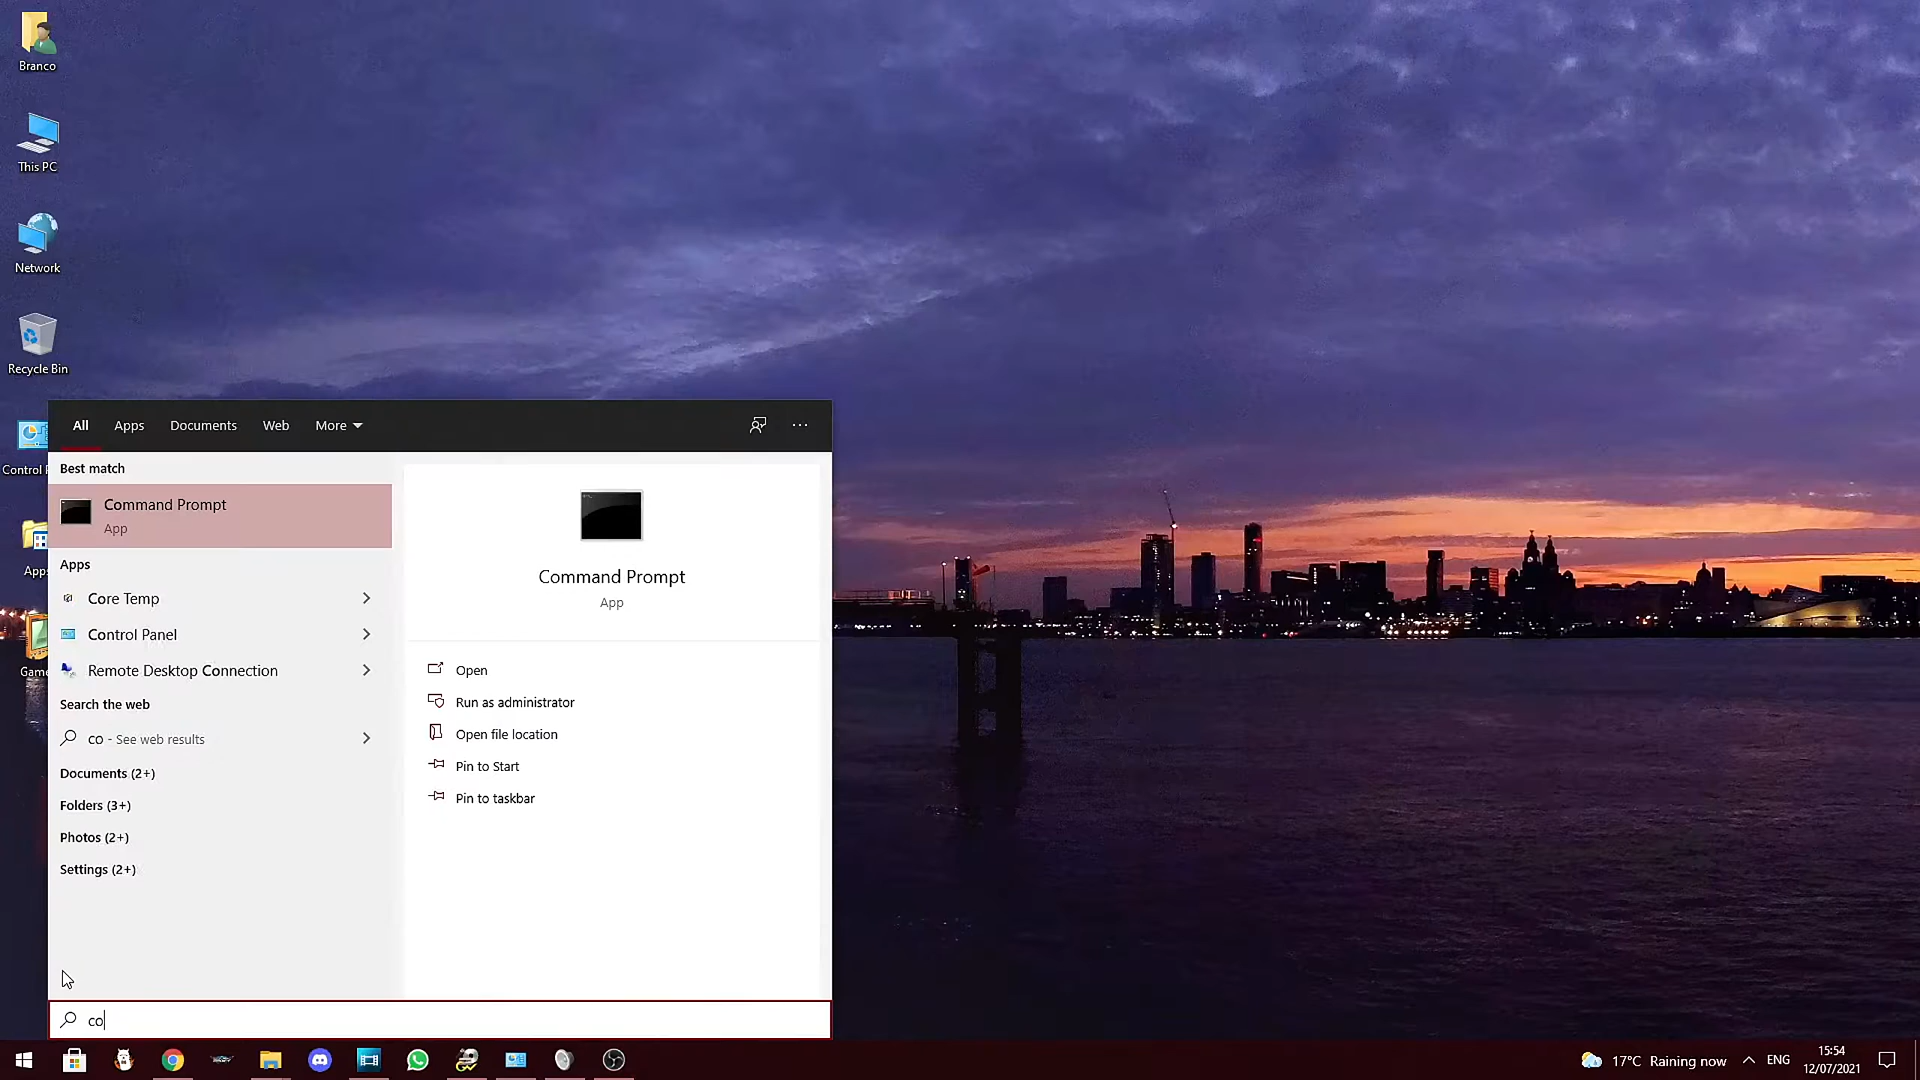 Branco
This PC
Network
Recycle Bin
Control
Apps
Game
All Apps Documents Web More
Best match
Command Prompt
App
Apps
Core Temp
Control Panel
Remote Desktop Connection
Search the web
co - See web results
Documents (2+)
Folders (3+)
Photos (2+)
Settings (2+)
Command Prompt
App
Open
Run as administrator
Open file location
Pin to Start
Pin to taskbar
co
17°C Raining now
ENG
15:54
12/07/2021